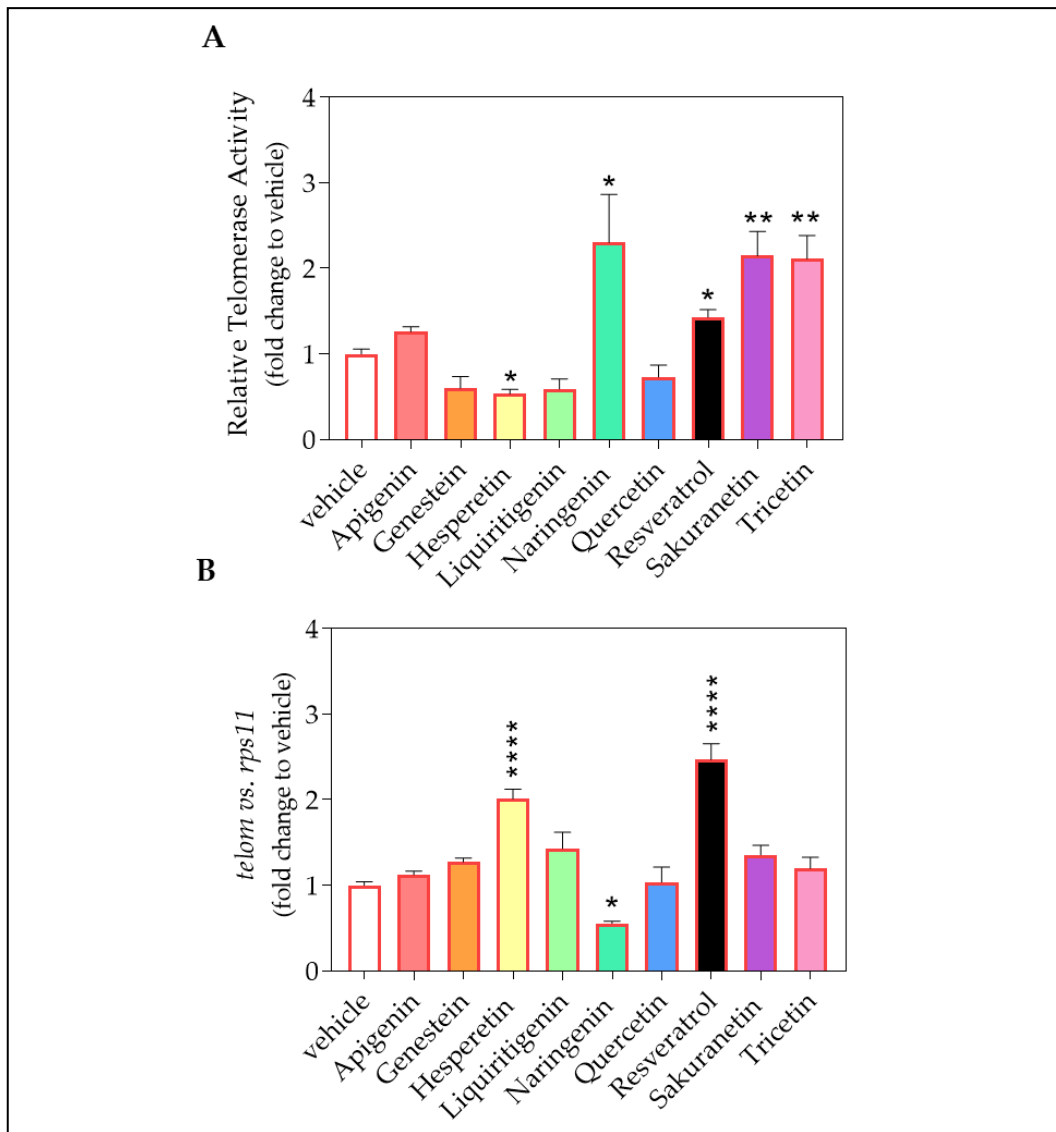 A
Relative Telomerase Activity
(fold change to vehicle)
4
3
2
1
0
*
*
*
**
**
vehicle
Apigenin
Genestein
Hesperetin
Liquiritigenin
Naringenin
Quercetin
Resveratrol
Sakuranetin
Tricetin
B
telom vs. rps11
(fold change to vehicle)
4
3
2
1
0
****
*
****
vehicle
Apigenin
Genestein
Hesperetin
Liquiritigenin
Naringenin
Quercetin
Resveratrol
Sakuranetin
Tricetin